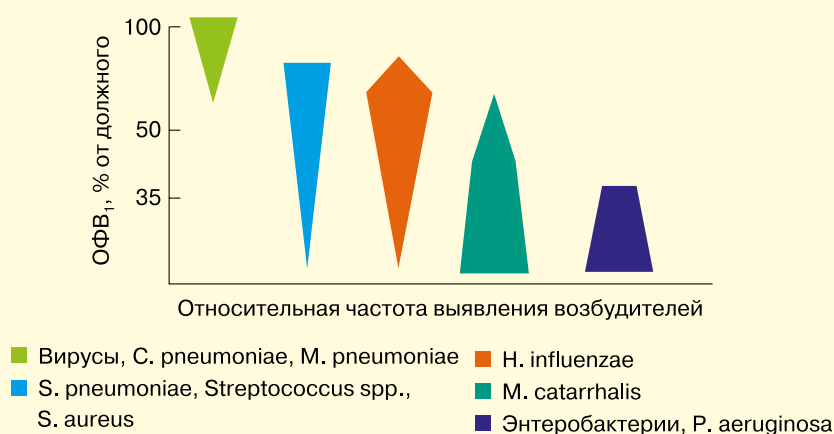 100
50
35
ОФВ₁, % от должного
Относительная частота выявления возбудителей
Вирусы, C. pneumoniae, M. pneumoniae
S. pneumoniae, Streptococcus spp.,
S. aureus
H. influenzae
M. catarrhalis
Энтеробактерии, P. aeruginosa